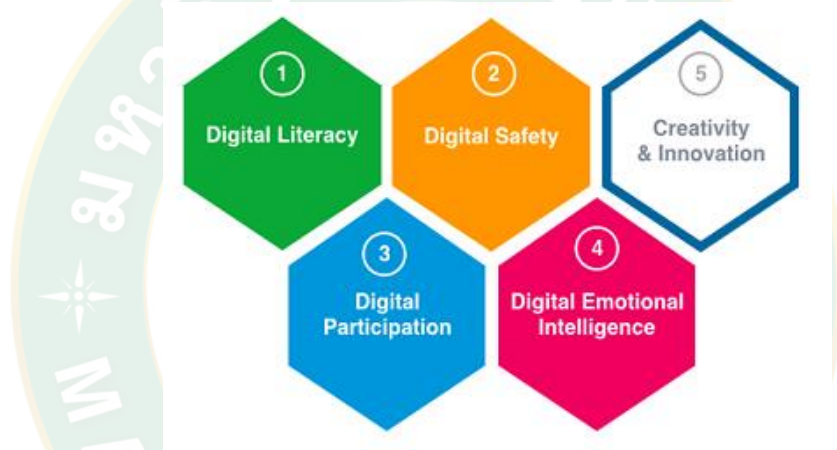 1
Digital Literacy
2
Digital Safety
5
Creativity
& Innovation
3
Digital
Participation
4
Digital Emotional
Intelligence